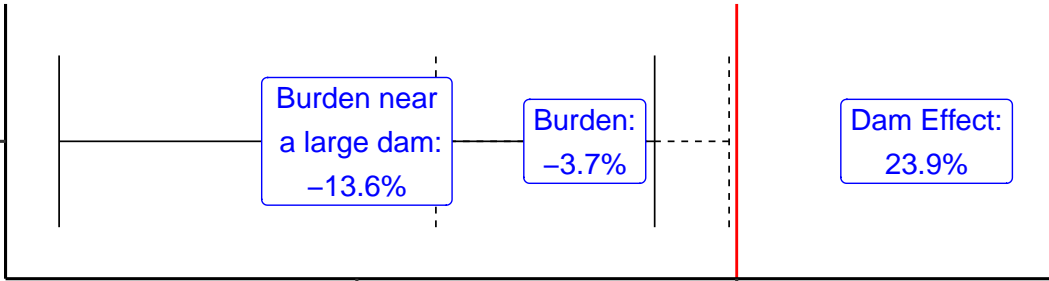 Burden near
a large dam:
−13.6%
Burden:
−3.7%
Dam Effect:
23.9%